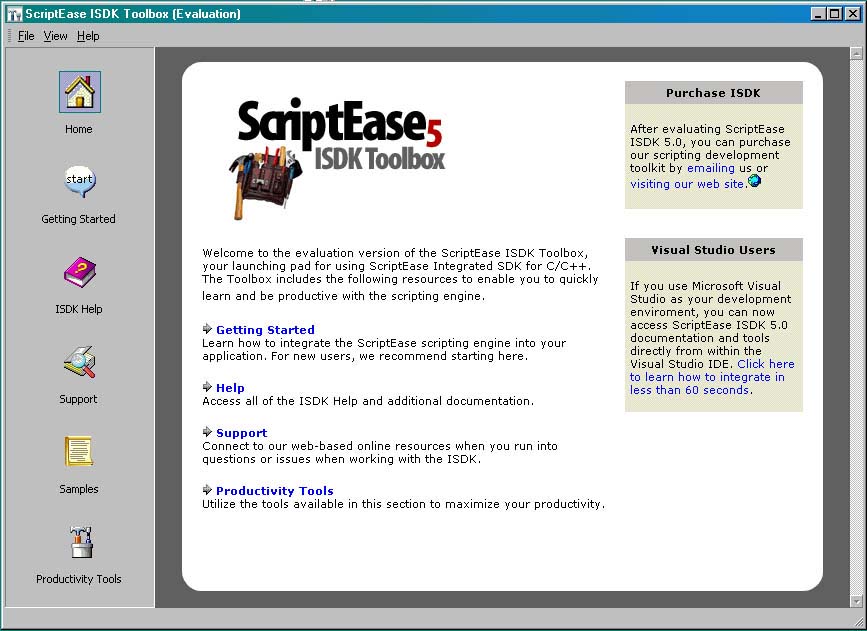 ScriptEase ISDK Toolbox (Evaluation)
File View Help
Home
start
Getting Started
?
ISDK Help
Support
Samples
Productivity Tools
ScriptEase5
ISDK Toolbox
Welcome to the evaluation version of the ScriptEase ISDK Toolbox,
your launching pad for using ScriptEase Integrated SDK for C/C++.
The Toolbox includes the following resources to enable you to quickly
learn and be productive with the scripting engine.
Getting Started
Learn how to integrate the ScriptEase scripting engine into your
application. For new users, we recommend starting here.
Help
Access all of the ISDK Help and additional documentation.
Support
Connect to our web-based online resources when you run into
questions or issues when working with the ISDK.
Productivity Tools
Utilize the tools available in this section to maximize your productivity.
Purchase ISDK
After evaluating ScriptEase
ISDK 5.0, you can purchase
our scripting development
toolkit by emailing us or
visiting our web site.
Visual Studio Users
If you use Microsoft Visual
Studio as your development
enviroment, you can now
access ScriptEase ISDK 5.0
documentation and tools
directly from within the
Visual Studio IDE. Click here
to learn how to integrate in
less than 60 seconds.